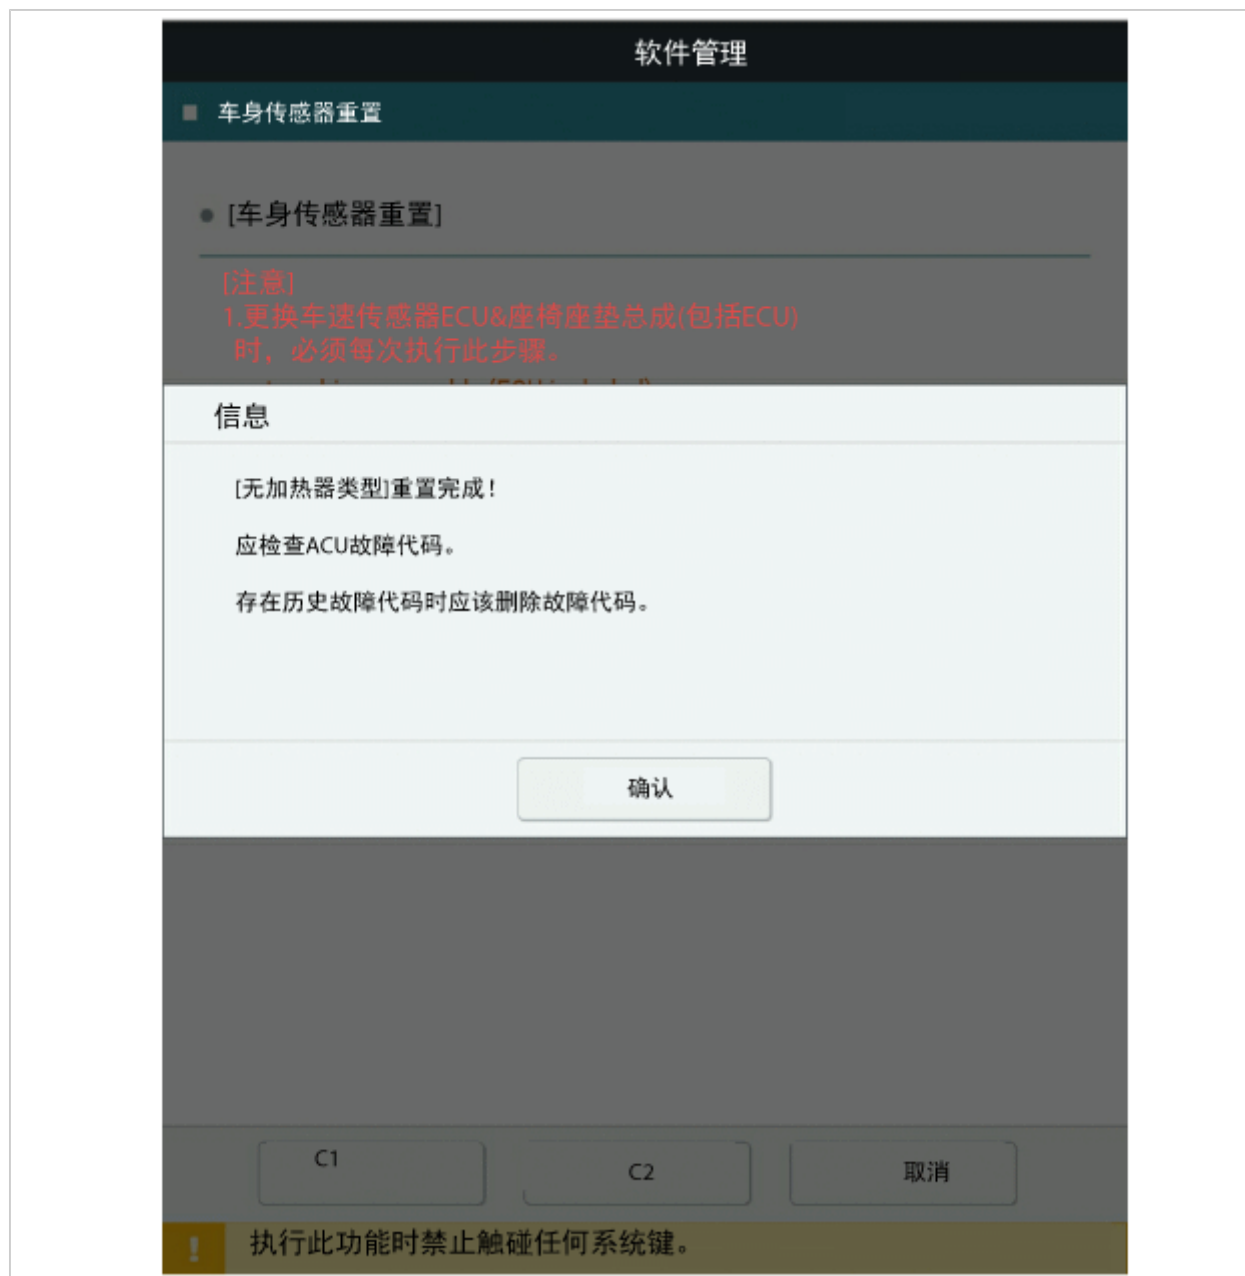 软件管理
车身传感器重置
[车身传感器重置]
[注意]
1.更换车速传感器ECU&座椅座垫总成(包括ECU)
时，必须每次执行此步骤。
信息
[无加热器类型]重置完成！
应检查ACU故障代码。
存在历史故障代码时应该删除故障代码。
确认
C1
C2
取消
执行此功能时禁止触碰任何系统键。